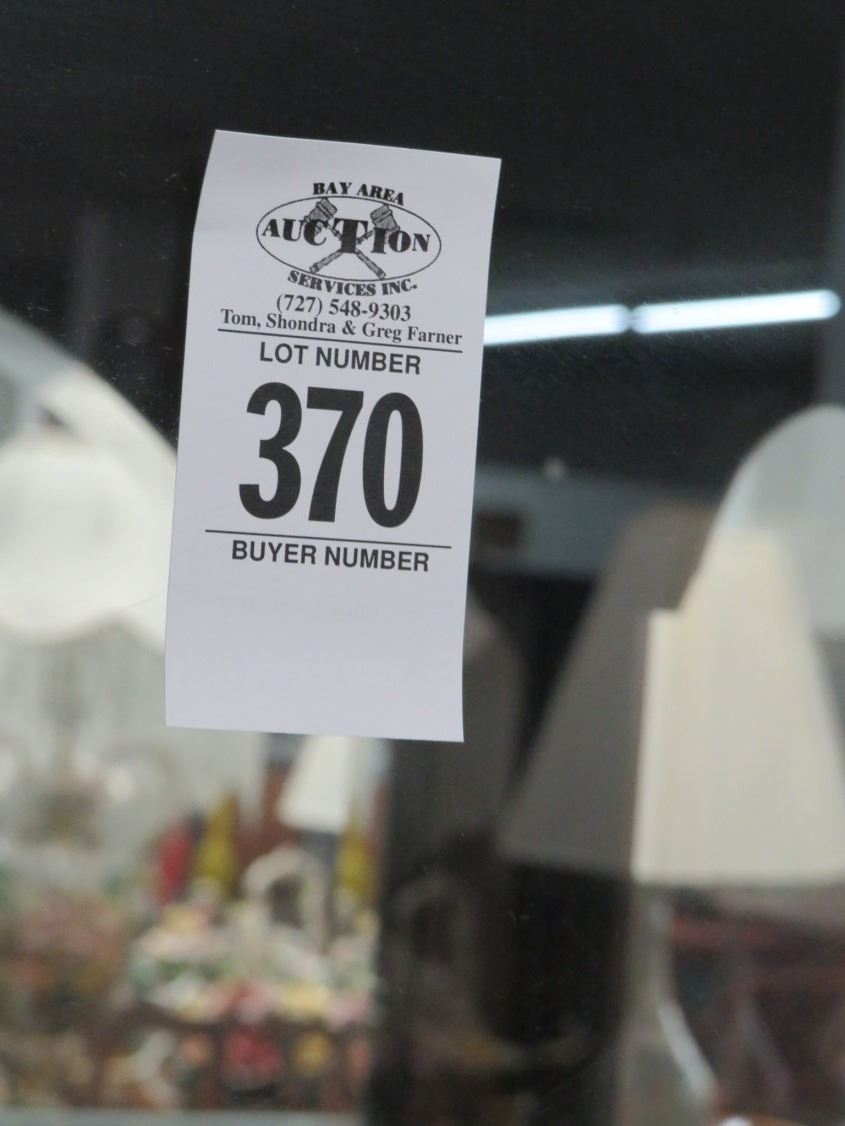 BAY AREA
AUCTION
SERVICES INC.
(727) 548-9303
Tom, Shondra & Greg Farner
LOT NUMBER
370
BUYER NUMBER